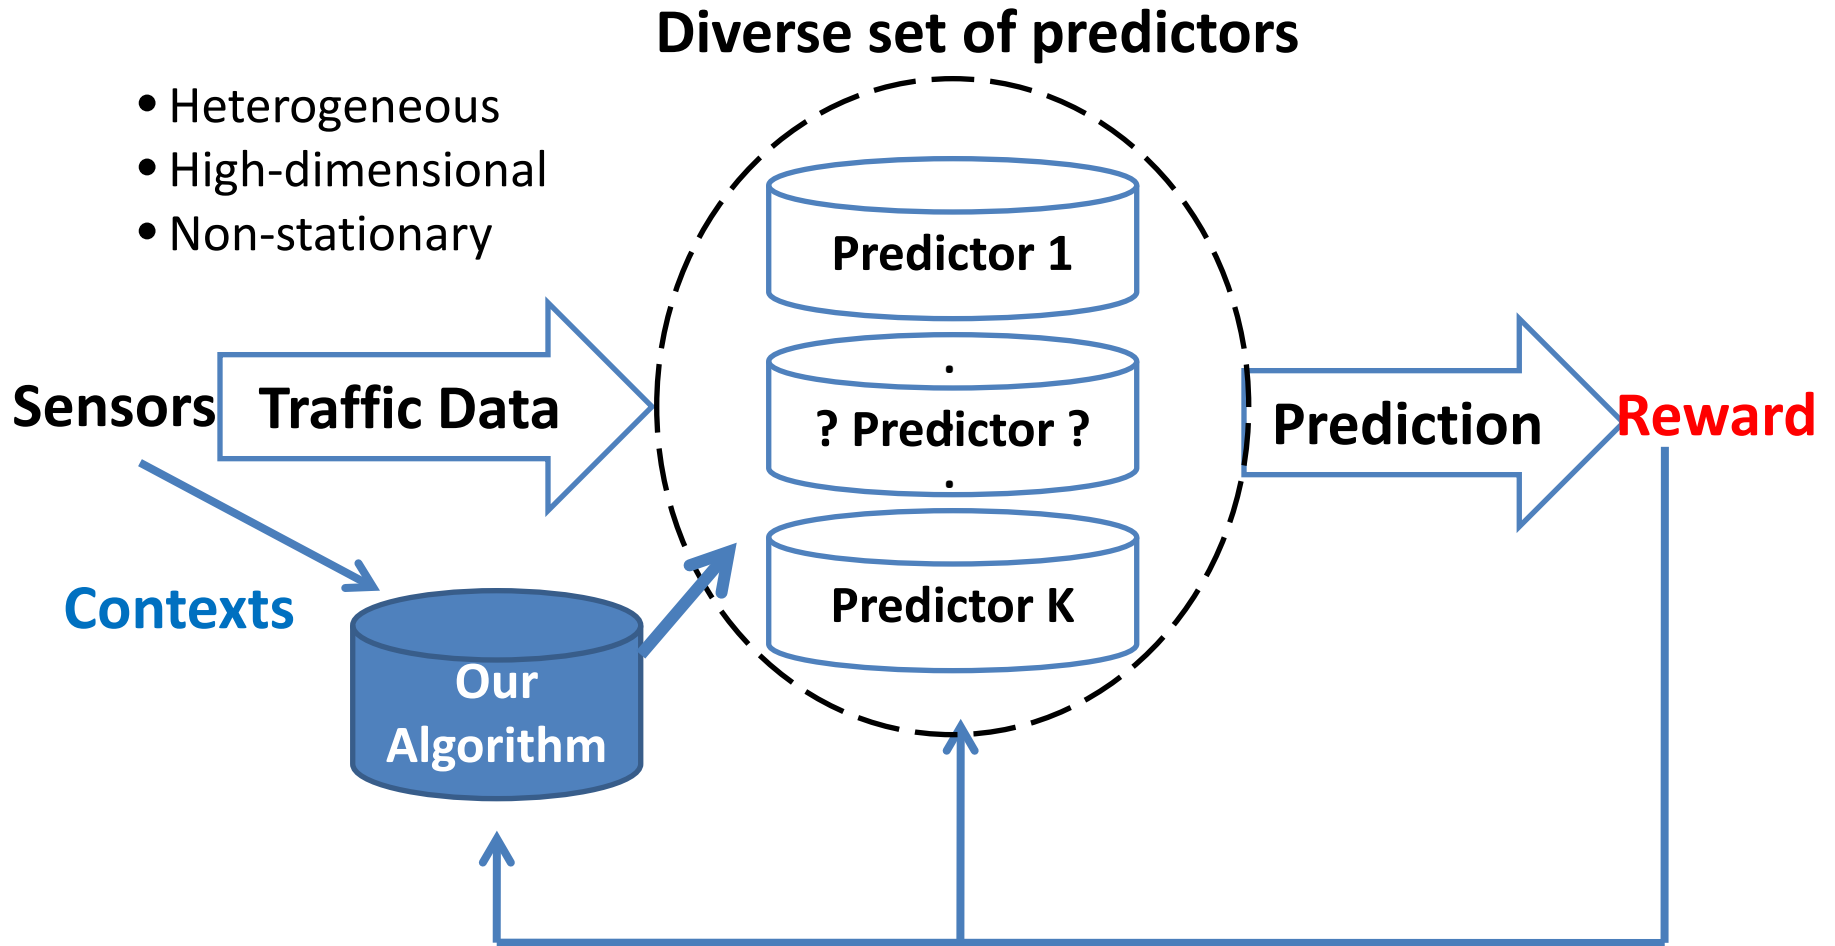 Diverse set of predictors
• Heterogeneous
• High-dimensional
• Non-stationary
Predictor 1
.
Sensors
Traffic Data
? Predictor ?
.
.
Prediction
Reward
Contexts
Predictor K
Our
Algorithm